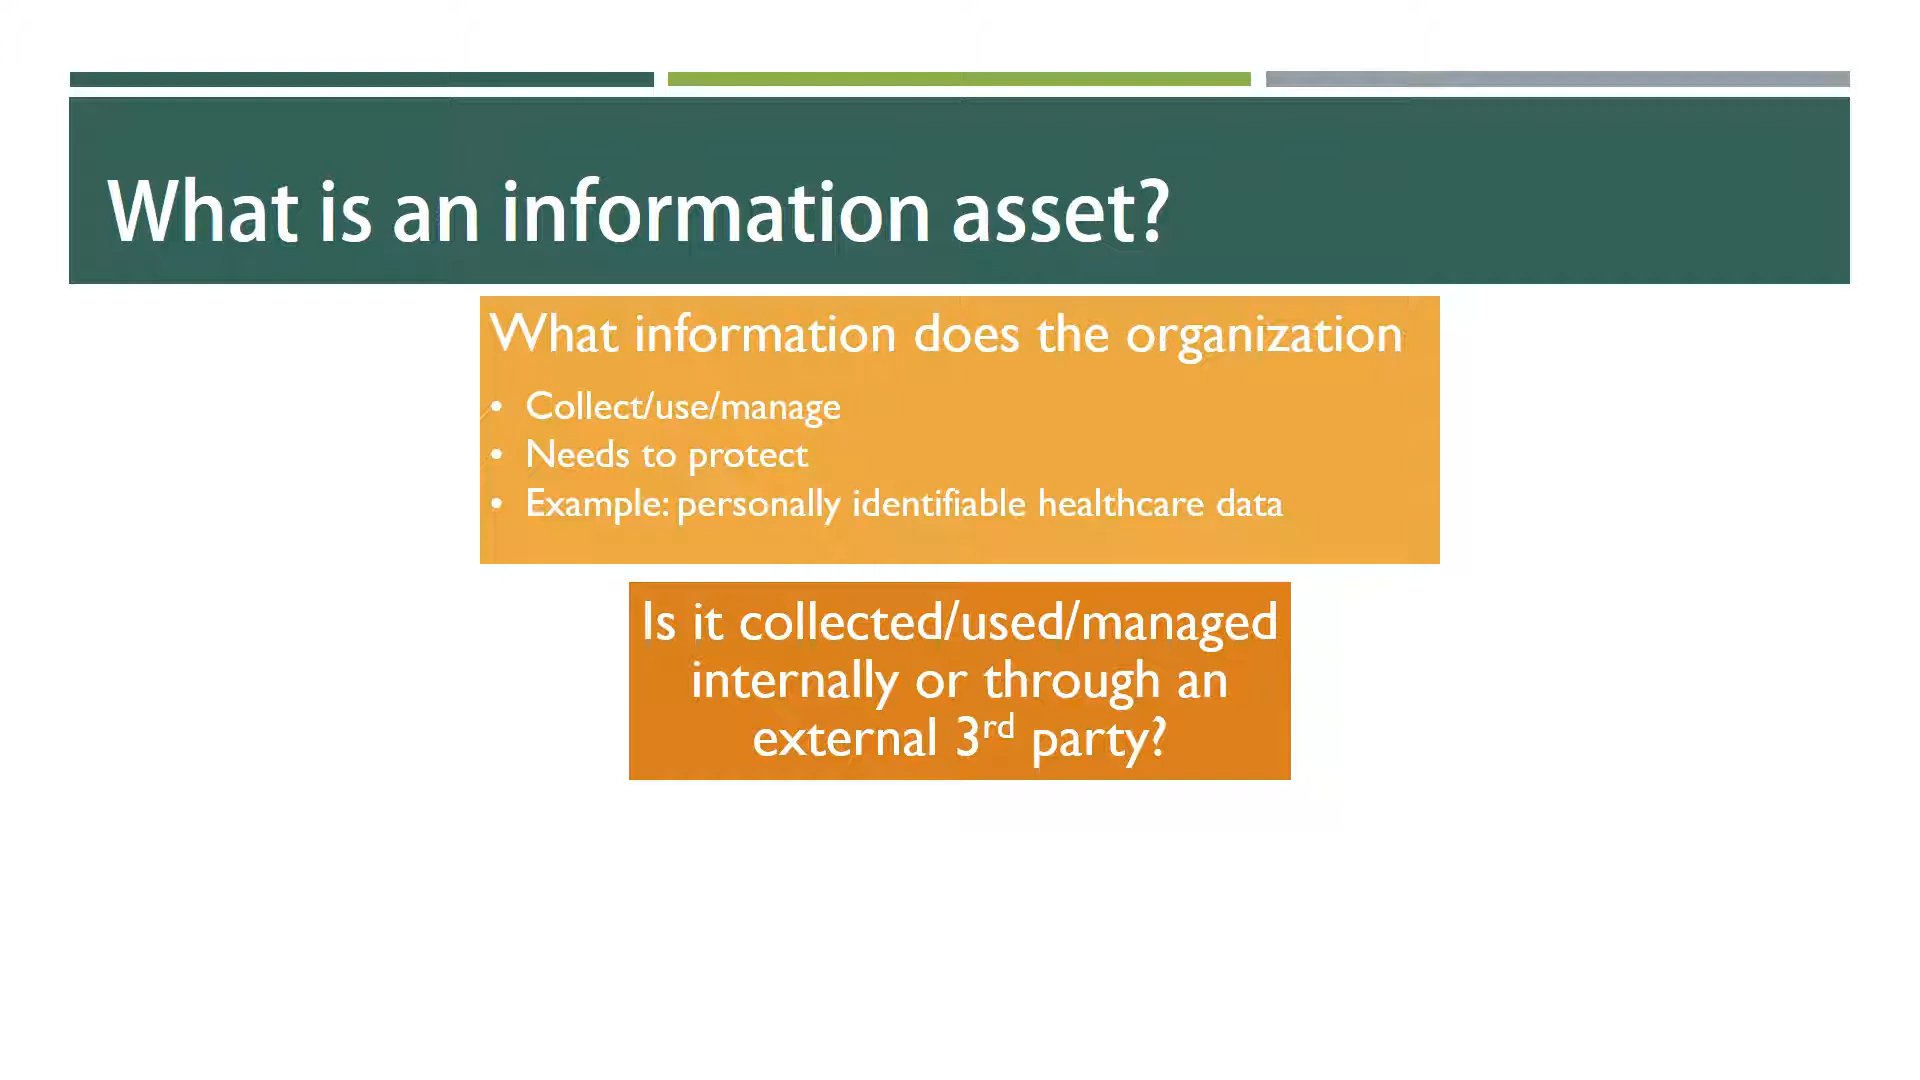 What is an information asset?
What information does the organization
• Collect/use/manage
• Needs to protect
• Example: personally identifiable healthcare data
Is it collected/used/managed
internally or through an
external 3rd party?